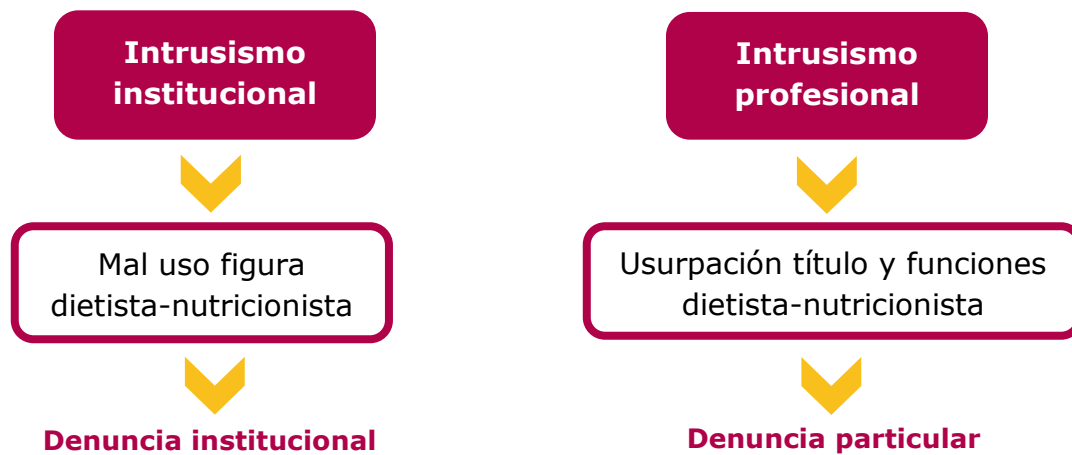 Intrusismo
institucional
Mal uso figura
dietista-nutricionista
Denuncia institucional
Intrusismo
profesional
Usurpación título y funciones
dietista-nutricionista
Denuncia particular